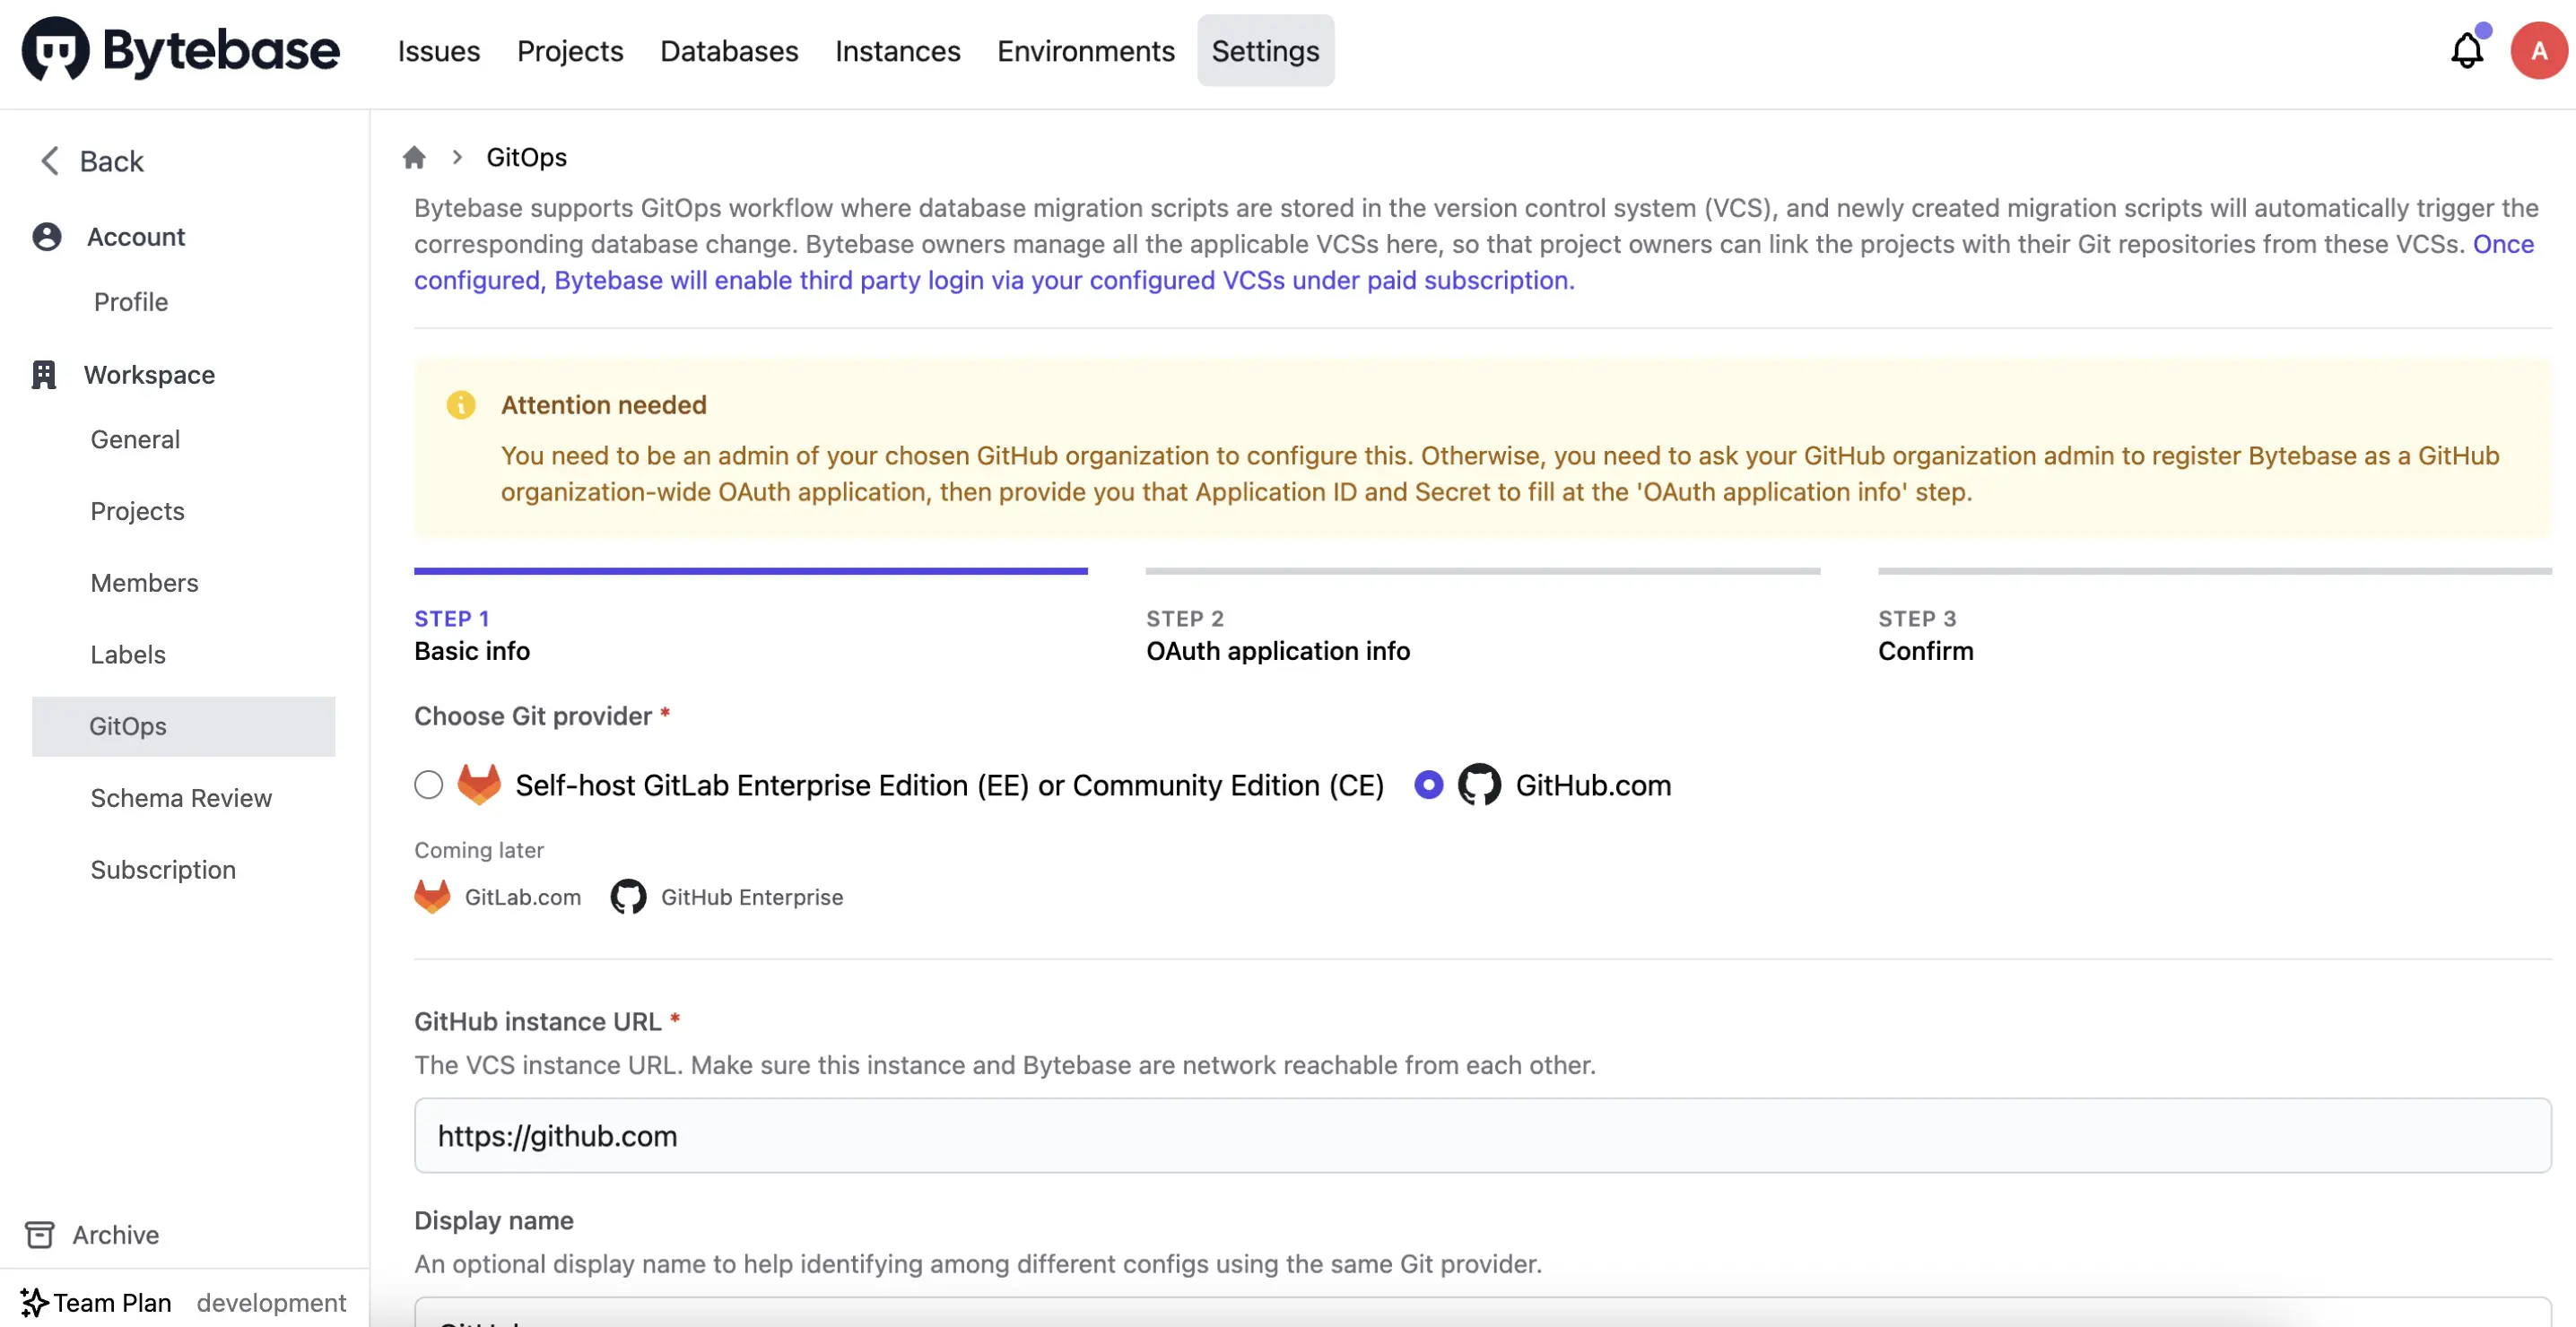 Bytebase
Issues
Projects
Databases
Instances
Environments
Settings
A
Back
Account
Profile
Workspace
General
Projects
Members
Labels
GitOps
Schema Review
Subscription
Archive
Team Plan
development
GitOps
Bytebase supports GitOps workflow where database migration scripts are stored in the version control system (VCS), and newly created migration scripts will automatically trigger the
corresponding database change. Bytebase owners manage all the applicable VCSs here, so that project owners can link the projects with their Git repositories from these VCSs. Once
configured, Bytebase will enable third party login via your configured VCSs under paid subscription.
Attention needed
You need to be an admin of your chosen GitHub organization to configure this. Otherwise, you need to ask your GitHub organization admin to register Bytebase as a GitHub
organization-wide OAuth application, then provide you that Application ID and Secret to fill at the 'OAuth application info' step.
STEP 1
Basic info
STEP 2
OAuth application info
STEP 3
Confirm
Choose Git provider *
Self-host GitLab Enterprise Edition (EE) or Community Edition (CE)
GitHub.com
Coming later
GitLab.com
GitHub Enterprise
GitHub instance URL *
The VCS instance URL. Make sure this instance and Bytebase are network reachable from each other.
https://github.com
Display name
An optional display name to help identifying among different configs using the same Git provider.